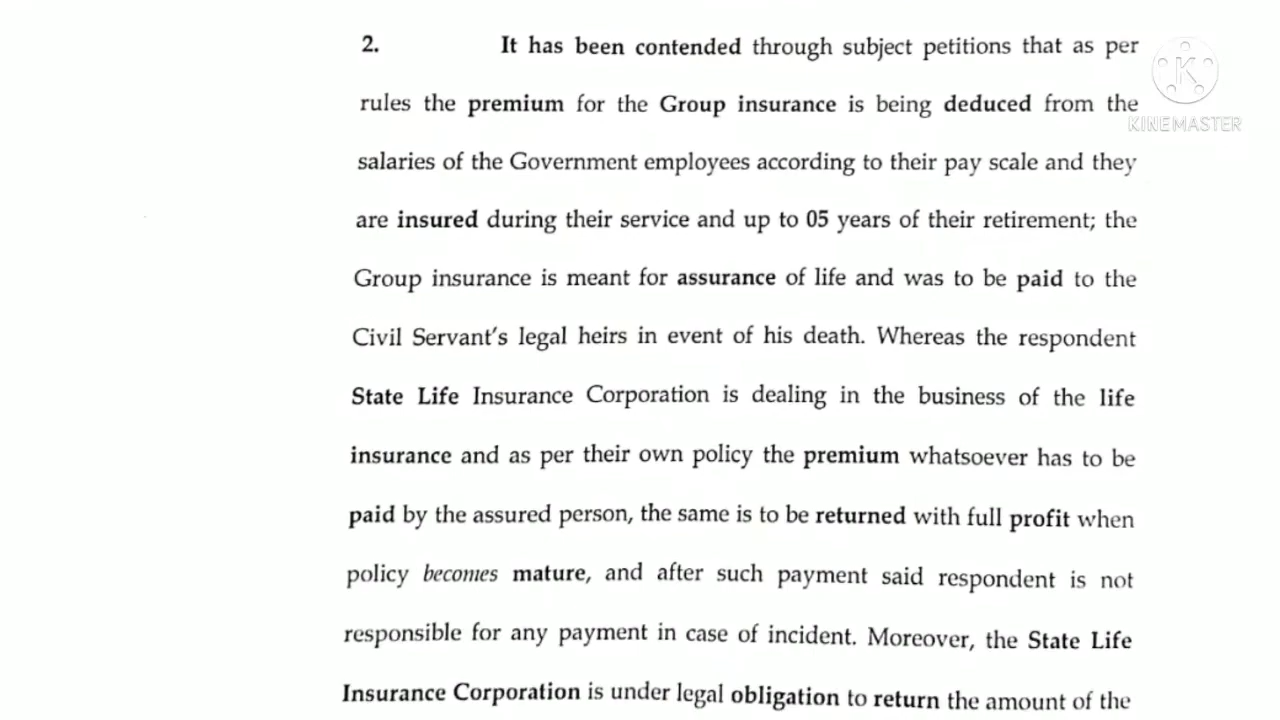 2. It has been contended through subject petitions that as per
rules the premium for the Group insurance is being deduced from the
salaries of the Government employees according to their pay scale and they
are insured during their service and up to 05 years of their retirement; the
Group insurance is meant for assurance of life and was to be paid to the
Civil Servant's legal heirs in event of his death. Whereas the respondent
State Life Insurance Corporation is dealing in the business of the life
insurance and as per their own policy the premium whatsoever has to be
paid by the assured person, the same is to be returned with full profit when
policy becomes mature, and after such payment said respondent is not
responsible for any payment in case of incident. Moreover, the State Life
Insurance Corporation is under legal obligation to return the amount of the
K
KINEMASTER